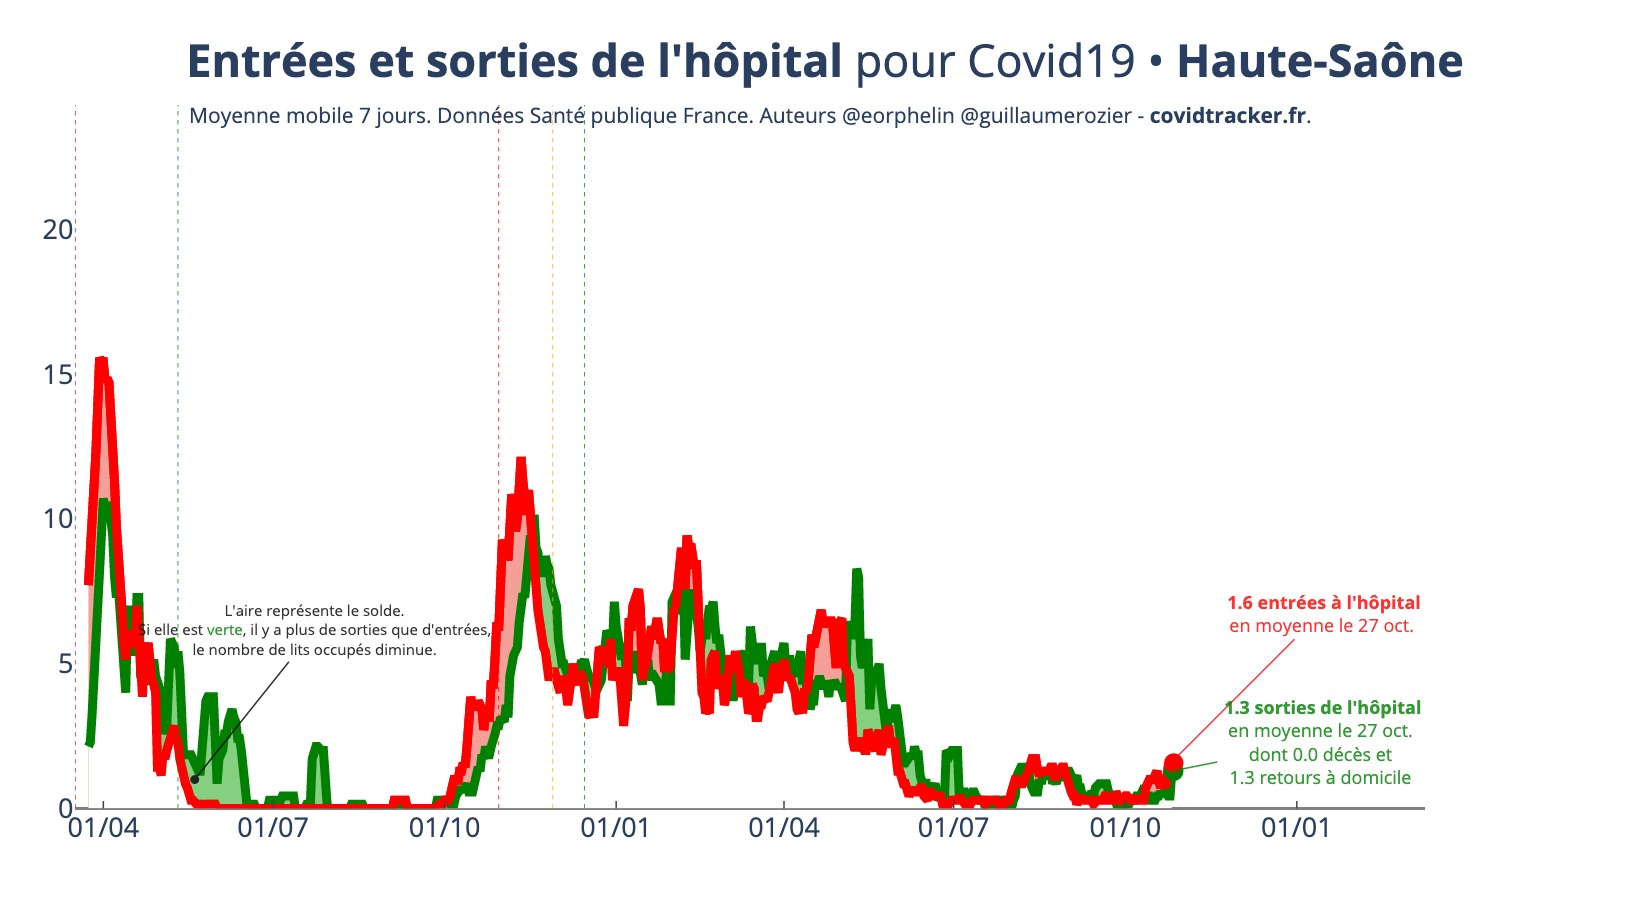 Entrées et sorties de l'hôpital pour Covid19 • Haute-Saône
Moyenne mobile 7 jours. Données Santé publique France. Auteurs @eorphelin @guillaumerozier - covidtracker.fr.
20
15
10
5
0
L'aire représente le solde.
Si elle est verte, il y a plus de sorties que d'entrées,
le nombre de lits occupés diminue.
1.6 entrées à l'hôpital
en moyenne le 27 oct.
1.3 sorties de l'hôpital
en moyenne le 27 oct.
dont 0.0 décès et
1.3 retours à domicile
01/04 01/07 01/10 01/01 01/04 01/07 01/10 01/01